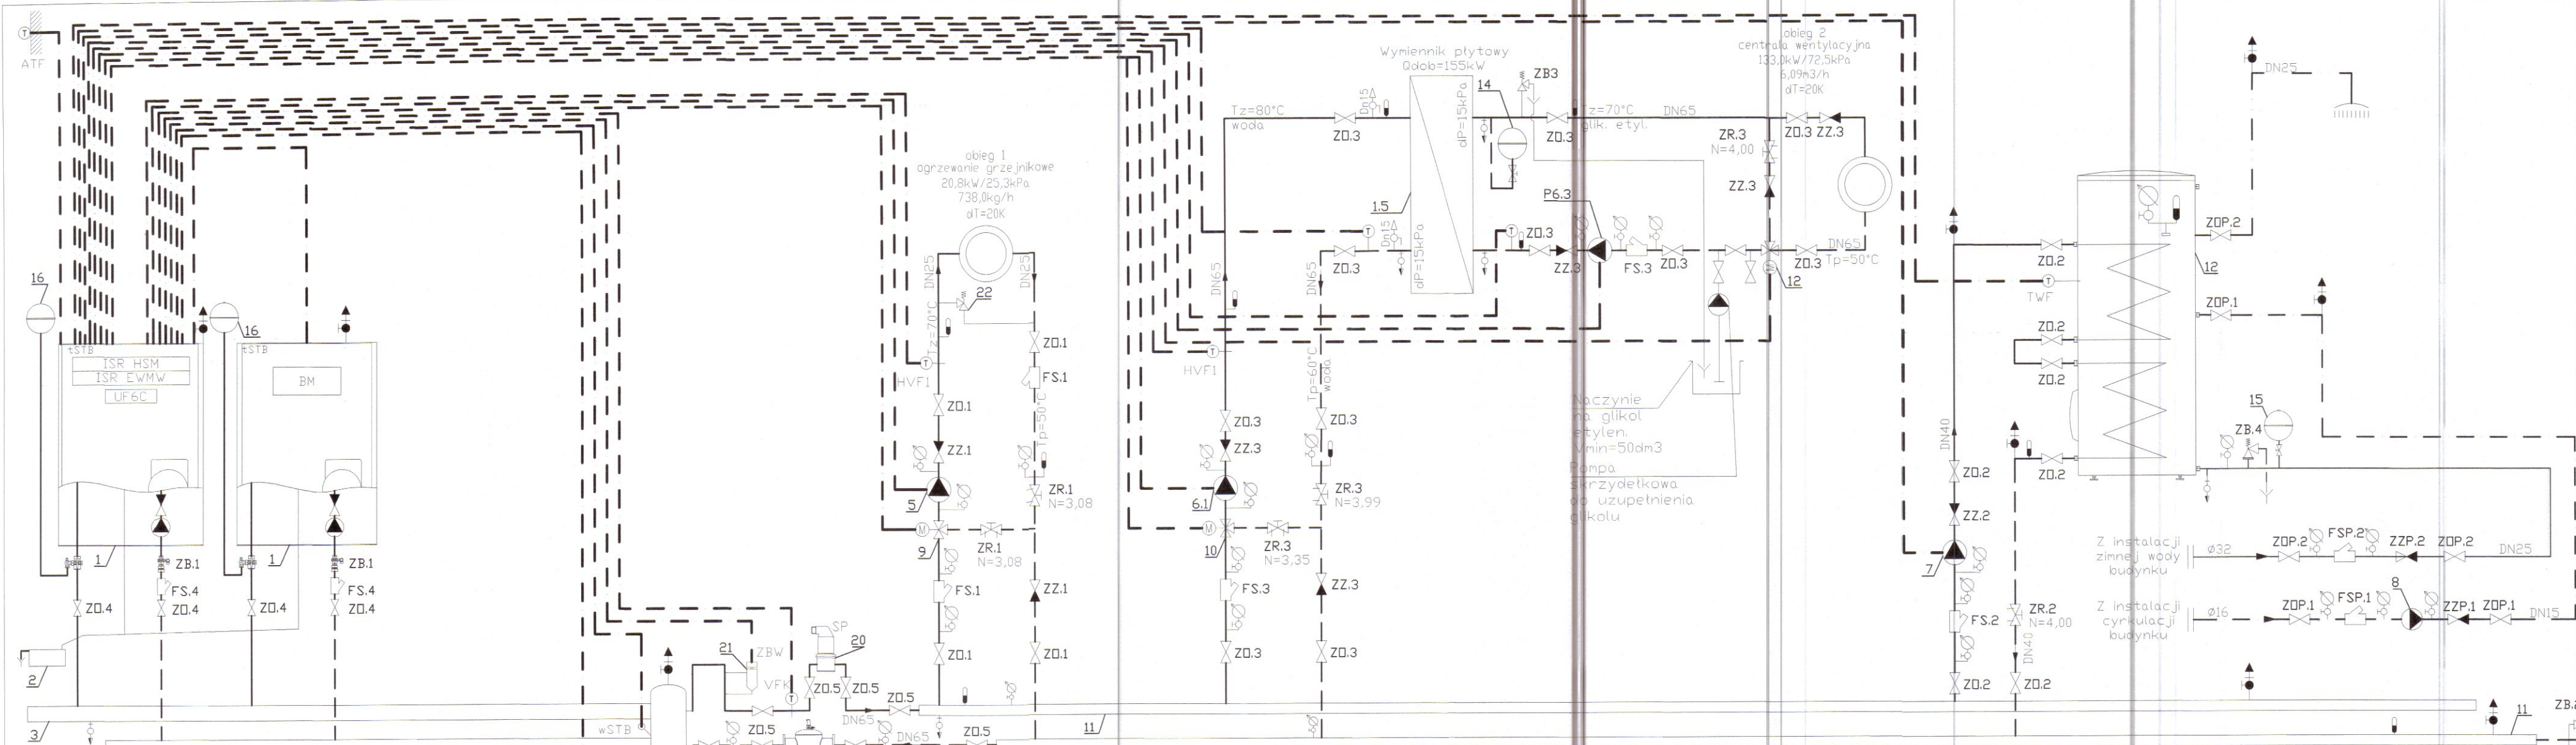 ATF
16
tSTB
ISR HSM
ISR EWMW
UF6C
16
tSTB
BM
1
ZB.1
FS.4
ZO.4
ZO.4
1
ZB.1
FS.4
ZO.4
ZO.4
2
3
obieg 1
ogrzewanie grzejnikowe
20,8kW/25,3kPa
738,0kg/h
dT=20K
DN25
DN25
22
Tz=70°C
HVF1
ZO.1
FS.1
ZO.1
Tp=50°C
ZZ.1
5
ZR.1
N=3,08
M
9
ZR.1
N=3,08
FS.1
ZZ.1
ZO.1
ZO.1
SP
20
21
ZBW
VFK
ZO.5
ZO.5
ZO.5
DN65
wSTB
ZO.5
DN65
ZO.5
11
Wymiennik płytowy
Qdob=155kW
Tz=80°C
woda
Dn15
ZO.3
dP=15kPa
14
ZB3
ZO.3
Tz=70°C
glik. etyl.
DN65
obieg 2
centrala wentylacyjna
133,0kW/72,5kPa
6,09m3/h
dT=20K
ZR.3
N=4,00
ZO.3
ZZ.3
ZZ.3
P6.3
1.5
Dn15
ZO.3
dP=15kPa
ZO.3
ZZ.3
FS.3
ZO.3
M
12
ZO.3
DN65
Tp=50°C
DN65
DN65
HVF1
Tp=60°C
woda
ZO.3
ZO.3
ZZ.3
6.1
ZR.3
N=3,99
M
10
ZR.3
N=3,35
FS.3
ZZ.3
ZO.3
ZO.3
Naczynie
na glikol
etylen.
Vmin=50dm3
Pompa
skrzydełkowa
do uzupełnienia
glikolu
DN25
ZOP.2
12
ZOP.1
ZO.2
TWF
ZO.2
ZO.2
ZO.2
15
ZB.4
DN40
ZO.2
ZZ.2
7
FS.2
ZR.2
N=4,00
DN40
ZO.2
ZO.2
Z instalacji
zimnej wody
budynku
Ø32
ZOP.2
FSP.2
ZZP.2
ZOP.2
DN25
Z instalacji
cyrkulacji
budynku
Ø16
ZOP.1
FSP.1
8
ZZP.1
ZOP.1
DN15
11